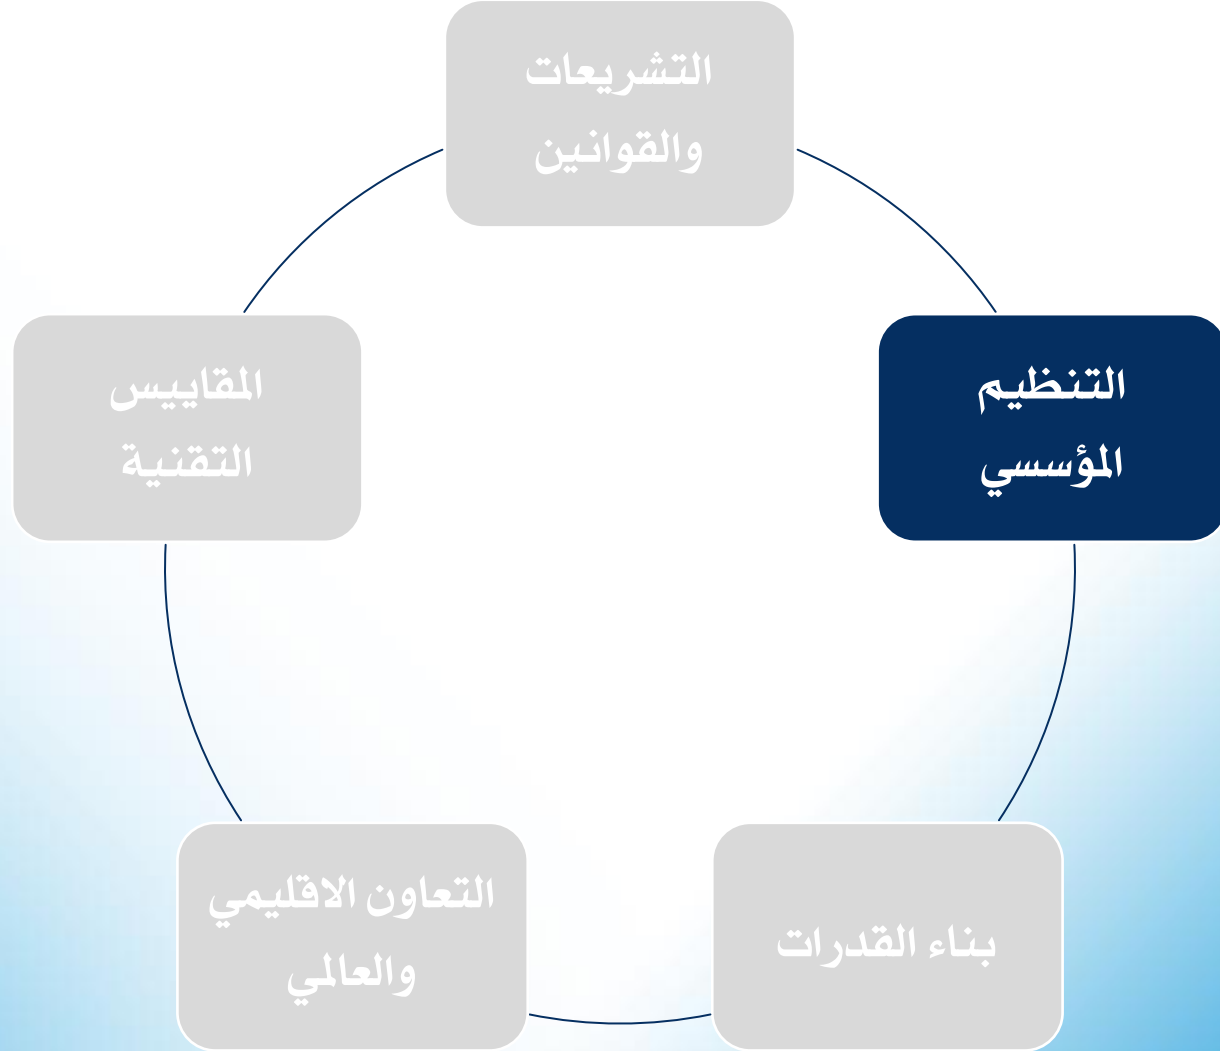 التشريعات
والقوانين
التنظيم
المؤسسي
المقاييس
التقنية
بناء القدرات
التعاون الاقليمي
والعالمي